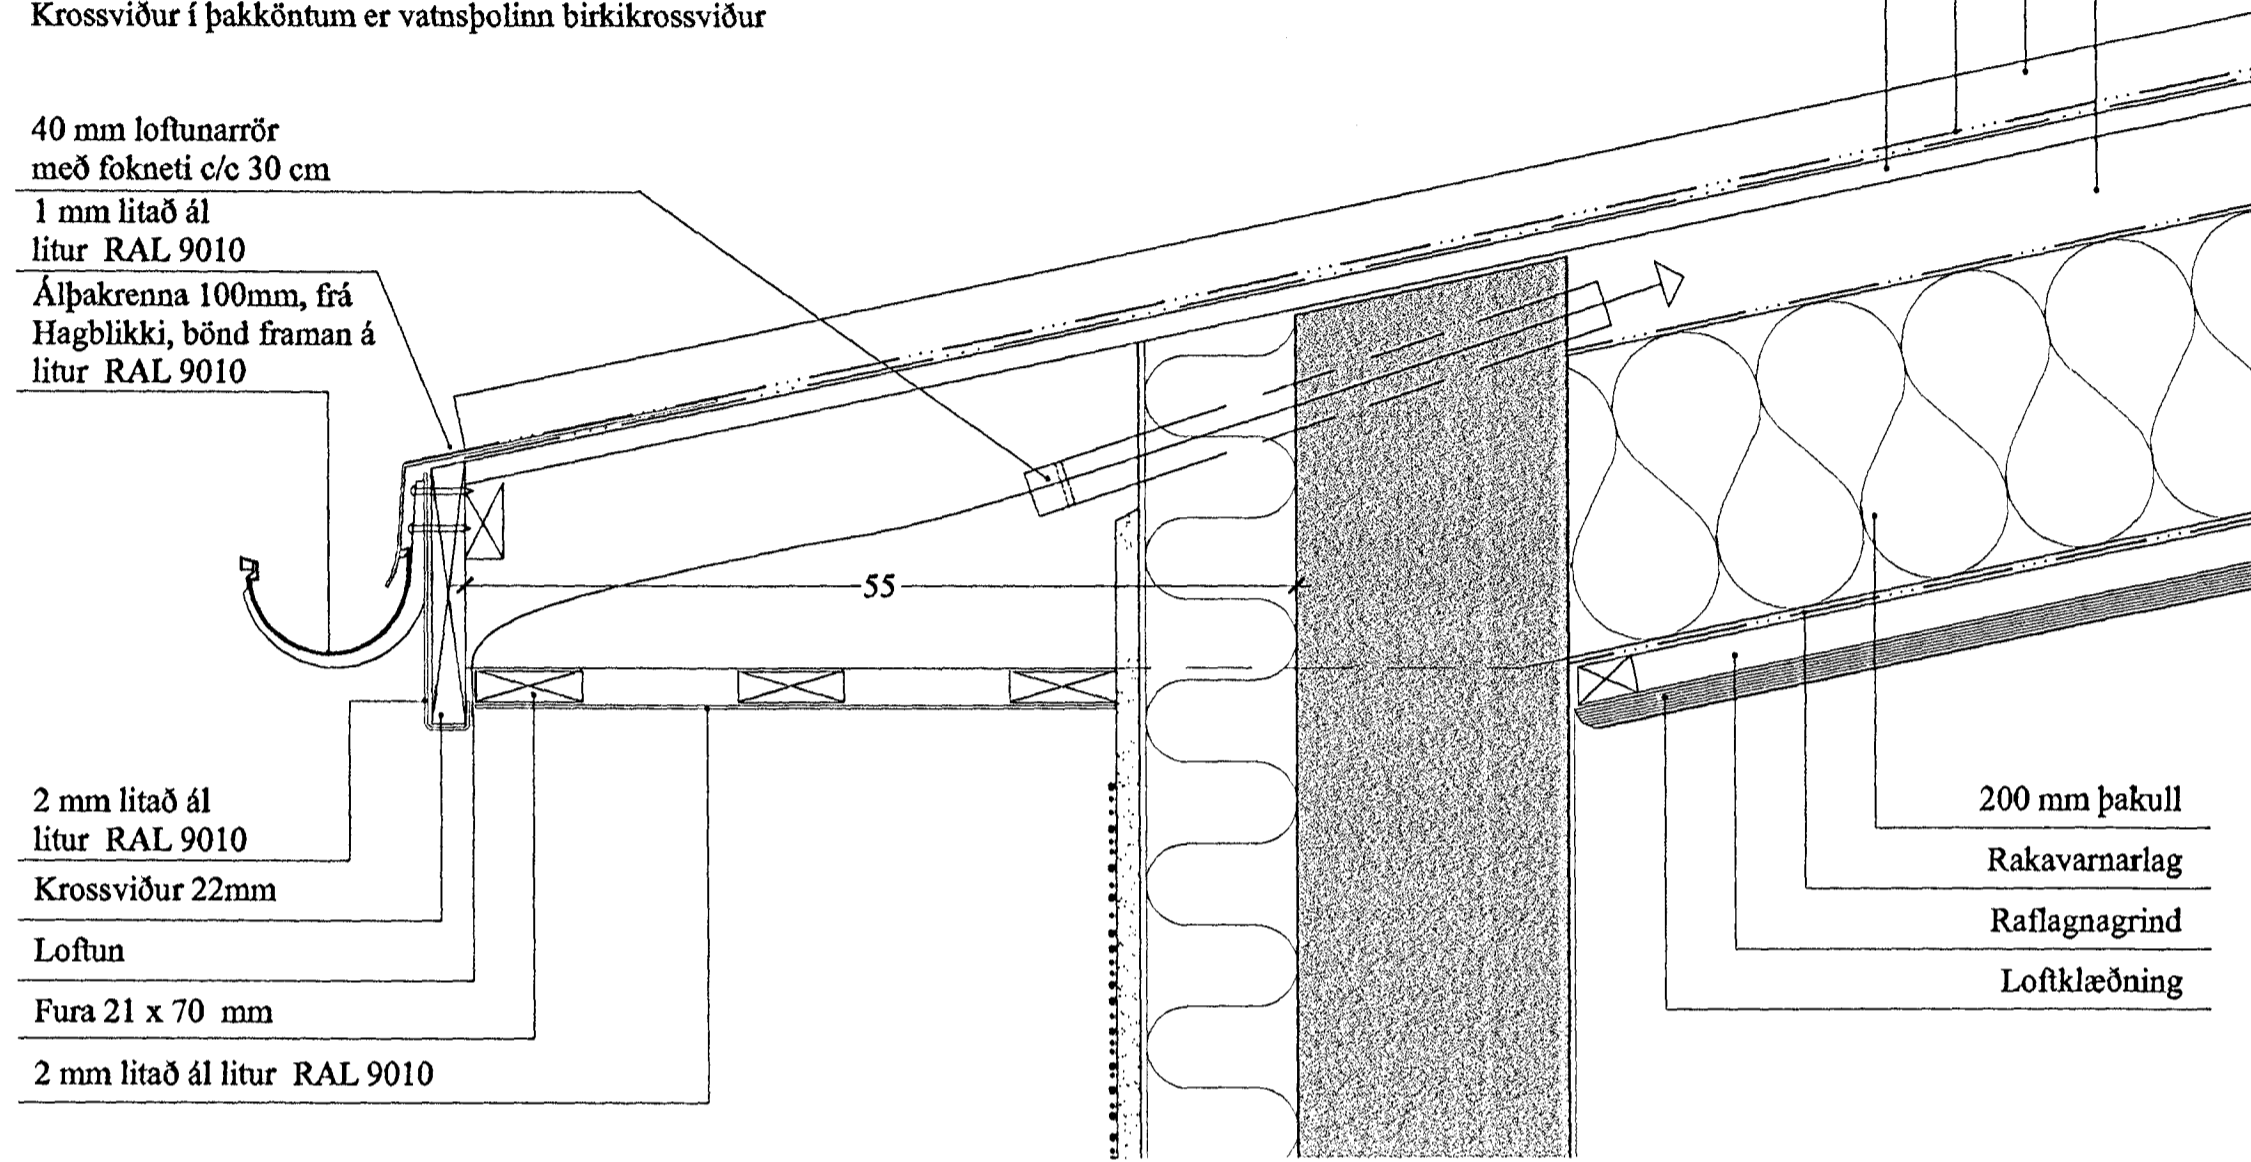 Krossviður í þakköntum er vatnsþolinn birkikrossviður
40 mm loftunarrör
með fokneti c/c 30 cm
1 mm litað ál
litur RAL 9010
Álþakrenna 100mm, frá
Hagblikki, bönd framan á
litur RAL 9010
55
2 mm litað ál
litur RAL 9010
Krossviður 22mm
Loftun
Fura 21 x 70 mm
2 mm litað ál litur RAL 9010
200 mm þakull
Rakavarnarlag
Raflagnagrind
Loftklæðning